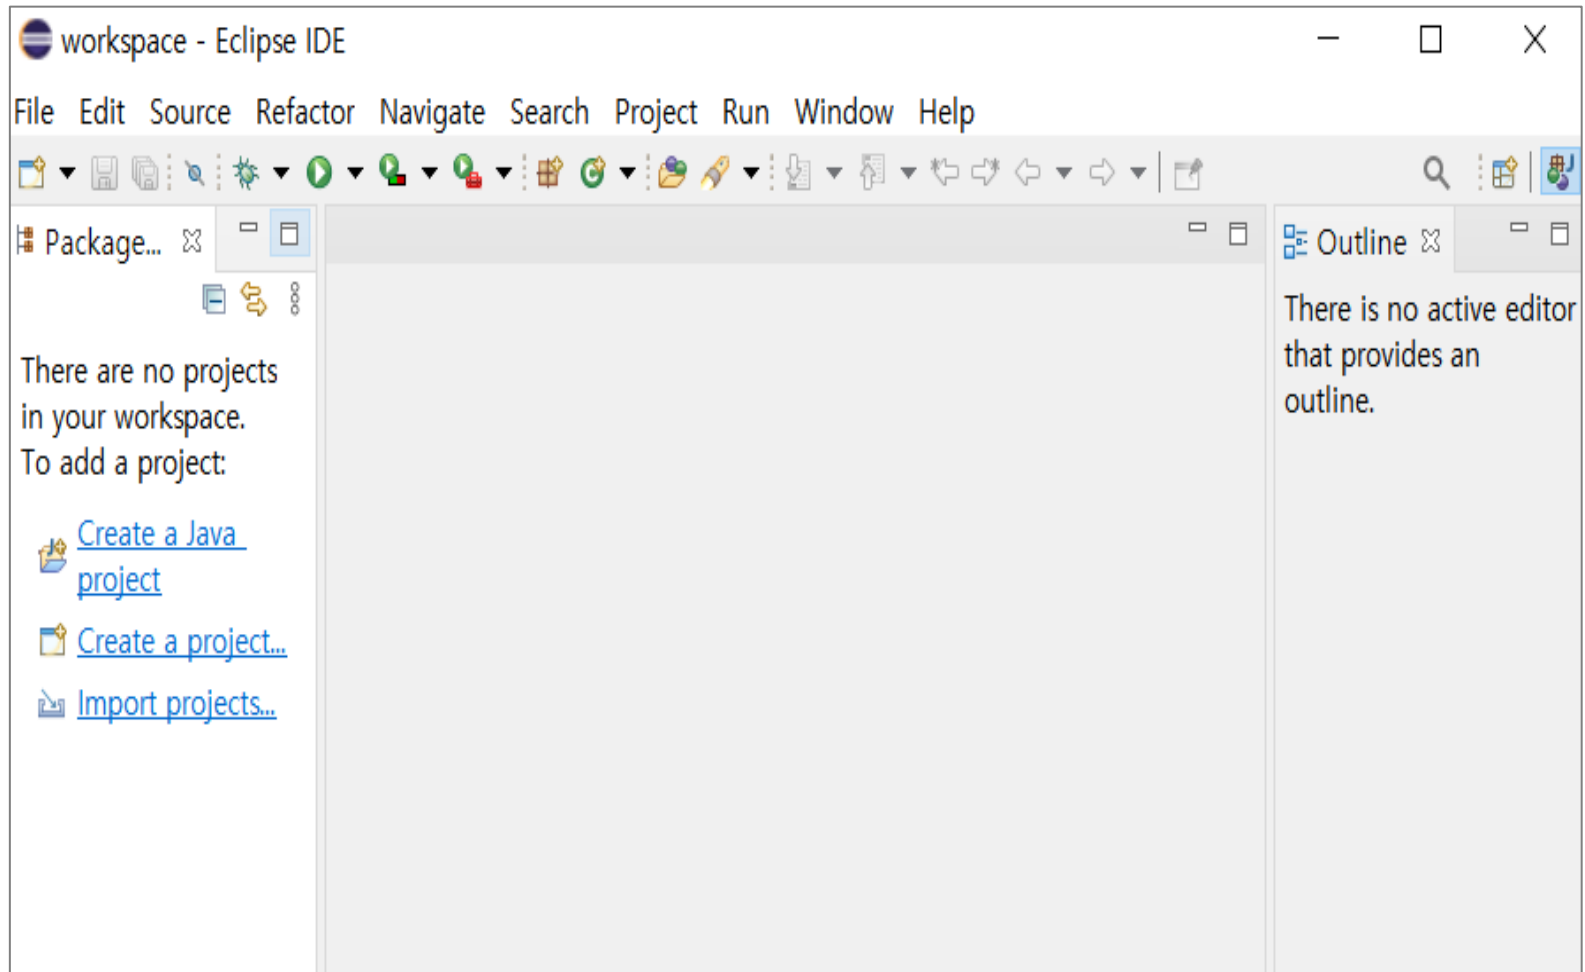 workspace - Eclipse IDE
File Edit Source Refactor Navigate Search Project Run Window Help
Package...
Outline
There are no projects
in your workspace.
To add a project:
Create a Java
project
Create a project...
Import projects...
There is no active editor
that provides an
outline.